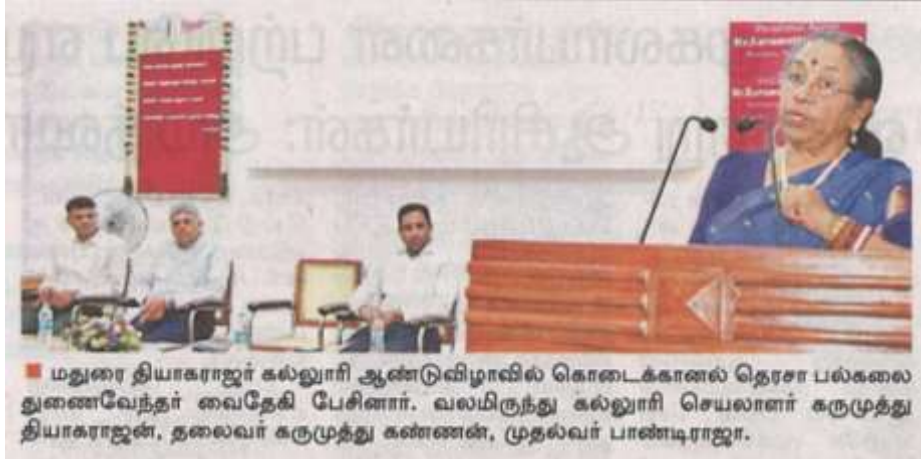 மதுரை தியாகராஜர் கல்லூரி ஆண்டுவிழாவில் கொடைக்கானல் தெரசா பல்கலை
துணைவேந்தர் வைதேகி பேசினார். வலமிருந்து கல்லூரி செயலாளர் கருமுத்து
தியாகராஜன், தலைவர் கருமுத்து கண்ணன், முதல்வர் பாண்டிராஜா.